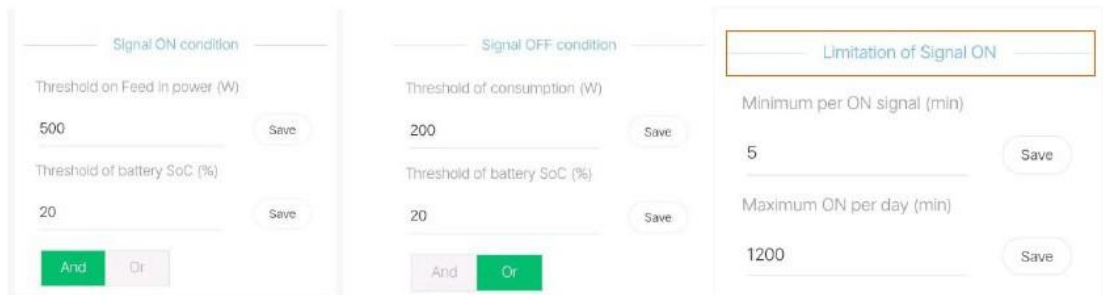 Signal ON condition
Threshold on Feed in power (W)
500 Save
Threshold of battery SoC (%)
20 Save
And Or
Signal OFF condition
Threshold of consumption (W)
200 Save
Threshold of battery SoC (%)
20 Save
And Or
Limitation of Signal ON
Minimum per ON signal (min)
5 Save
Maximum ON per day (min)
1200 Save